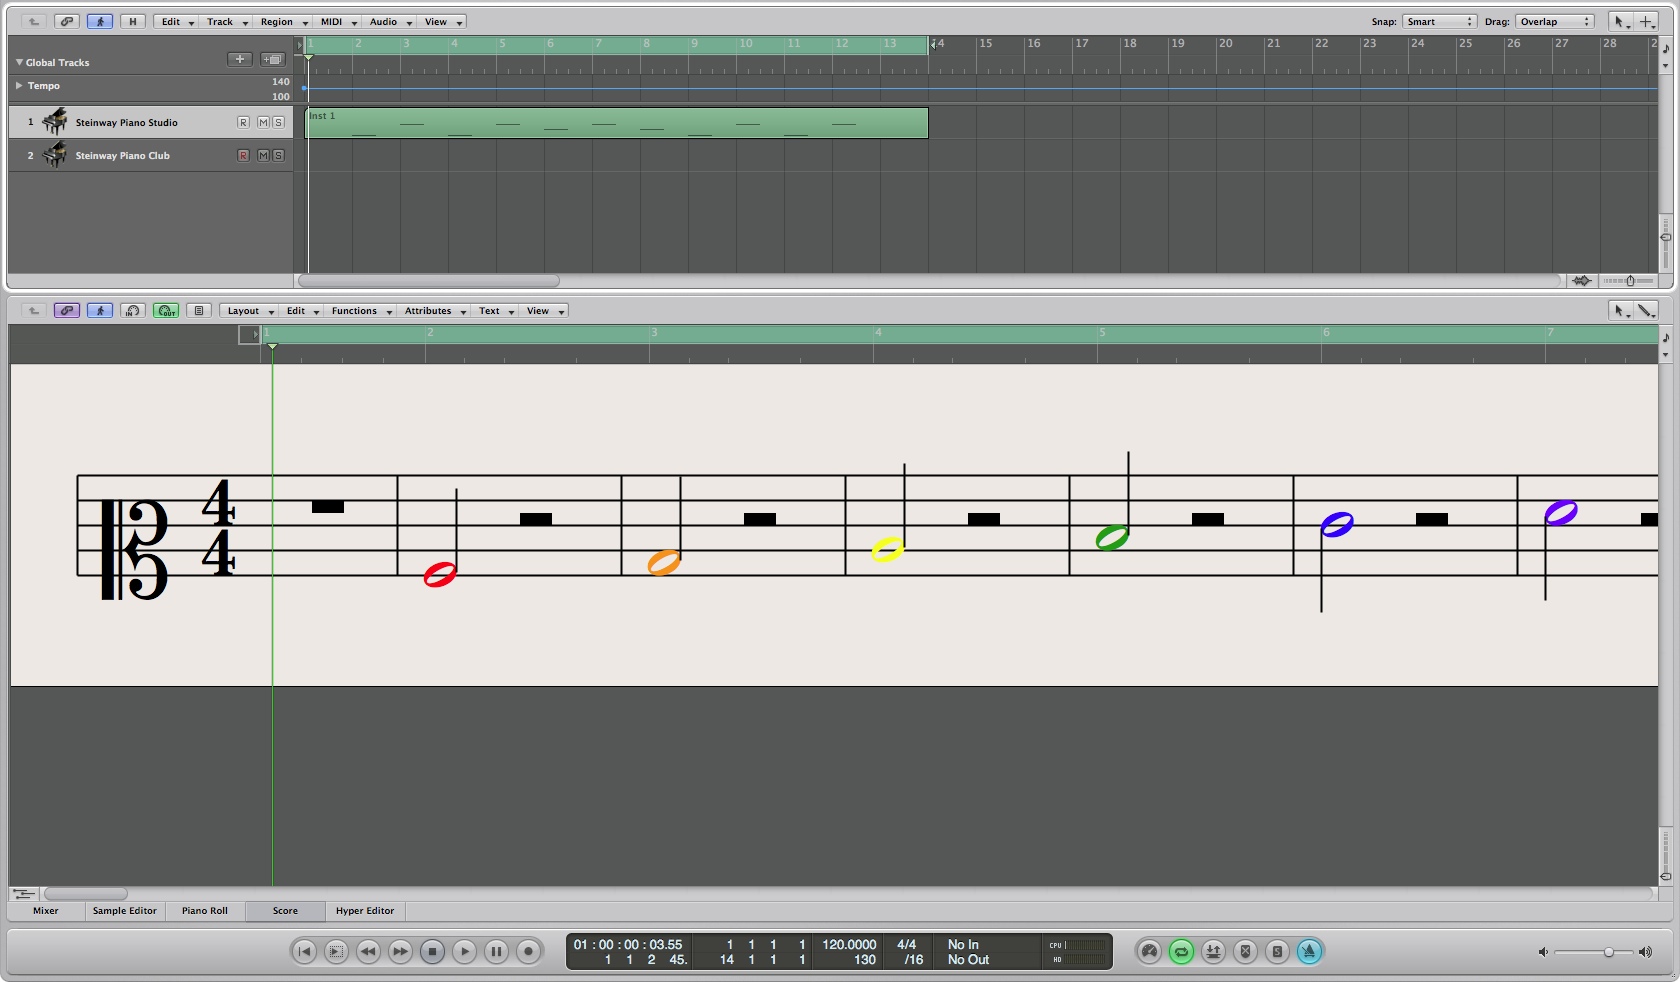 H Edit Track Region MIDI Audio View Snap: Smart Drag: Overlap
1 2 3 4 5 6 7 8 9 10 11 12 13 14 15 16 17 18 19 20 21 22 23 24 25 26 27 28
Global Tracks
Tempo 140
100
1 Steinway Piano Studio R M S Inst 1
2 Steinway Piano Club R M S
IN OUT Layout Edit Functions Attributes Text View
1 2 3 4 5 6 7
4
4
Mixer Sample Editor Piano Roll Score Hyper Editor
01 : 00 : 00 : 03.55 1 1 1 1 120.0000 4/4 No In CPU
1 1 2 45. 14 1 1 1 130 /16 No Out HD
S